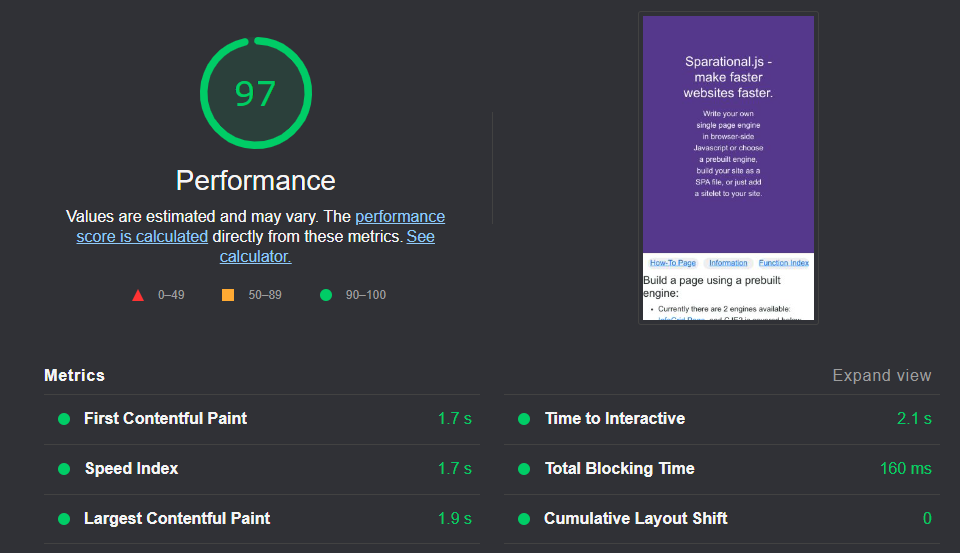 97
Performance
Values are estimated and may vary. The performance
score is calculated directly from these metrics. See
calculator.
0–49
50–89
90–100
Sparational.js -
make faster
websites faster.
Write your own
single page engine
in browser-side
Javascript or choose
a prebuilt engine,
build your site as a
SPA file, or just add
a sitelet to your site.
How-To Page Information Function Index
Build a page using a prebuilt
engine:
• Currently there are 2 engines available:
Metrics
Expand view
First Contentful Paint 1.7 s
Time to Interactive 2.1 s
Speed Index 1.7 s
Total Blocking Time 160 ms
Largest Contentful Paint 1.9 s
Cumulative Layout Shift 0